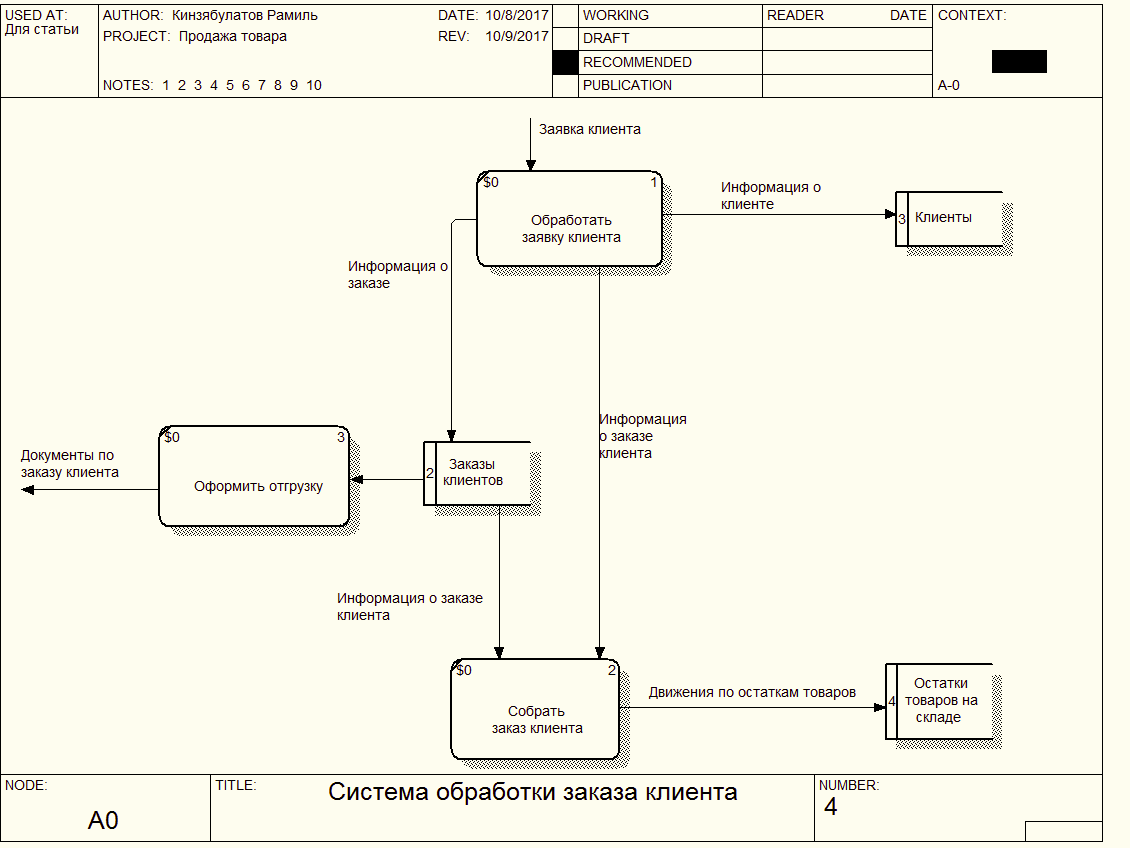 USED AT:
Для статьи
AUTHOR: Кинзябулатов Рамиль
DATE: 10/8/2017
PROJECT: Продажа товара
REV: 10/9/2017
NOTES: 1 2 3 4 5 6 7 8 9 10
WORKING
DRAFT
RECOMMENDED
PUBLICATION
READER DATE
CONTEXT:
A-0
Заявка клиента
$0 1
Обработать
заявку клиента
Информация о
клиенте
3
Клиенты
Информация о
заказе
Информация
о заказе
клиента
Документы по
заказу клиента
$0 3
Оформить отгрузку
2
Заказы
клиентов
Информация о заказе
клиента
$0 2
Собрать
заказ клиента
Движения по остаткам товаров
4
Остатки
товаров на
складе
NODE:
A0
TITLE:
Система обработки заказа клиента
NUMBER:
4